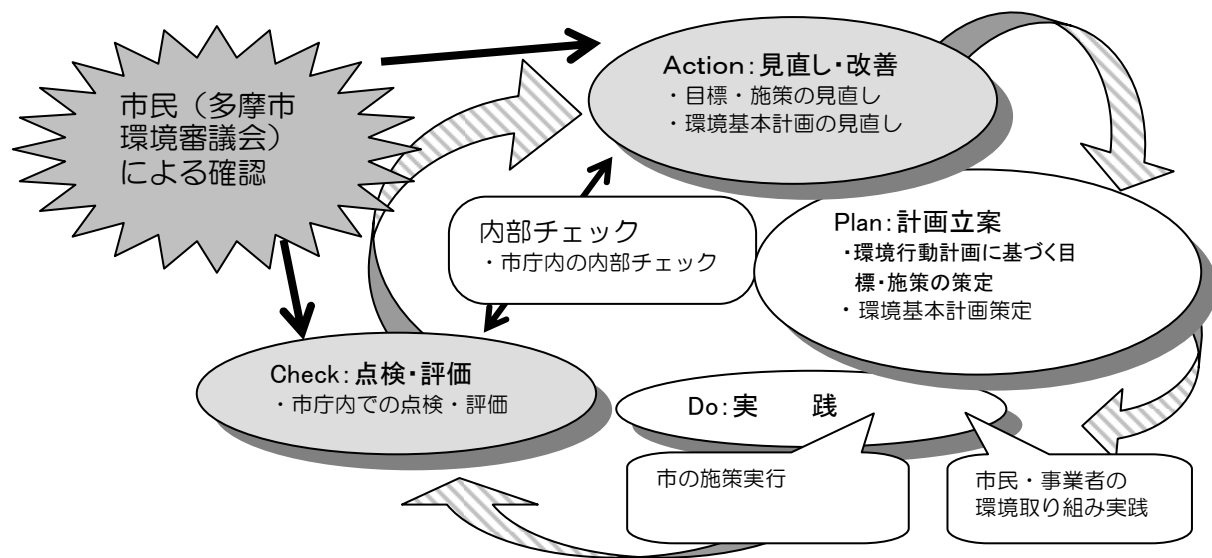 市民（多摩市
環境審議会）
による確認
Action：見直し・改善
・目標・施策の見直し
・環境基本計画の見直し
内部チェック
・市庁内の内部チェック
Plan：計画立案
・環境行動計画に基づく目
標・施策の策定
・環境基本計画策定
Check：点検・評価
・市庁内での点検・評価
Do：実　　践
市の施策実行
市民・事業者の
環境取り組み実践